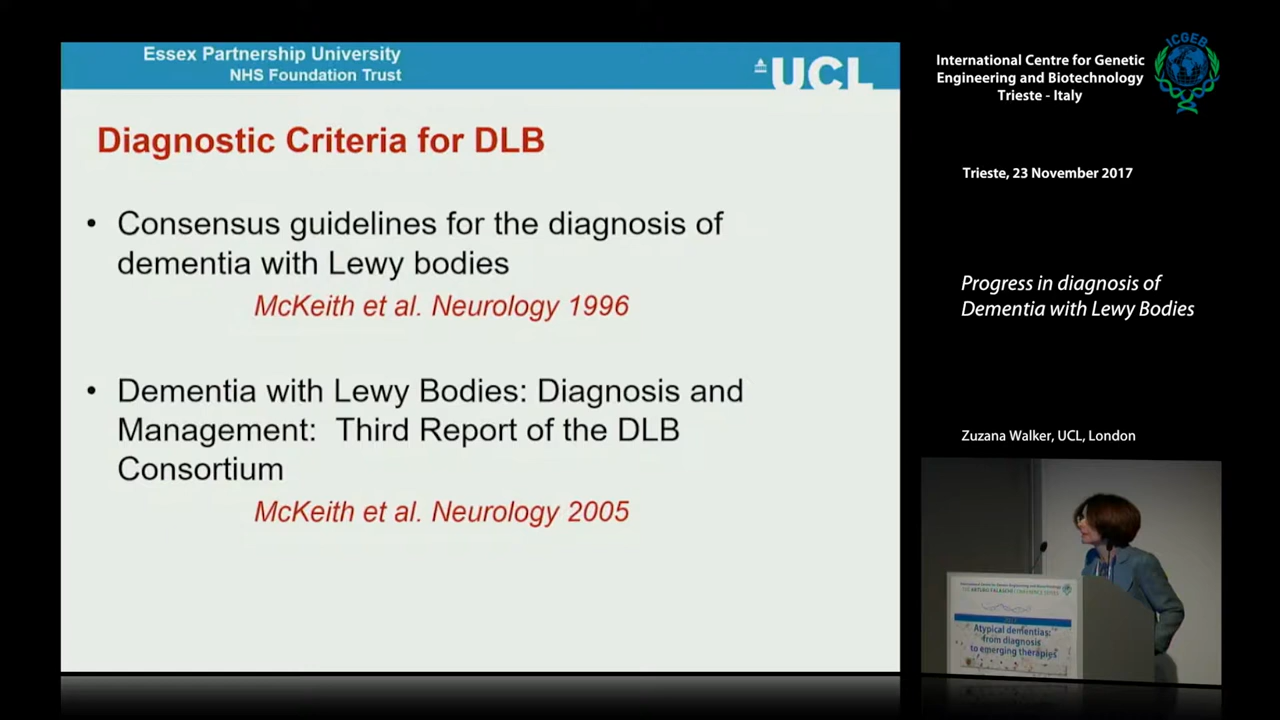 Essex Partnership University
NHS Foundation Trust
UCL
Diagnostic Criteria for DLB
• Consensus guidelines for the diagnosis of
dementia with Lewy bodies
McKeith et al. Neurology 1996
• Dementia with Lewy Bodies: Diagnosis and
Management: Third Report of the DLB
Consortium
McKeith et al. Neurology 2005
International Centre for Genetic
Engineering and Biotechnology
Trieste - Italy
ICGEB
Trieste, 23 November 2017
Progress in diagnosis of
Dementia with Lewy Bodies
Zuzana Walker, UCL, London
Atypical dementias:
from diagnosis
to emerging therapies